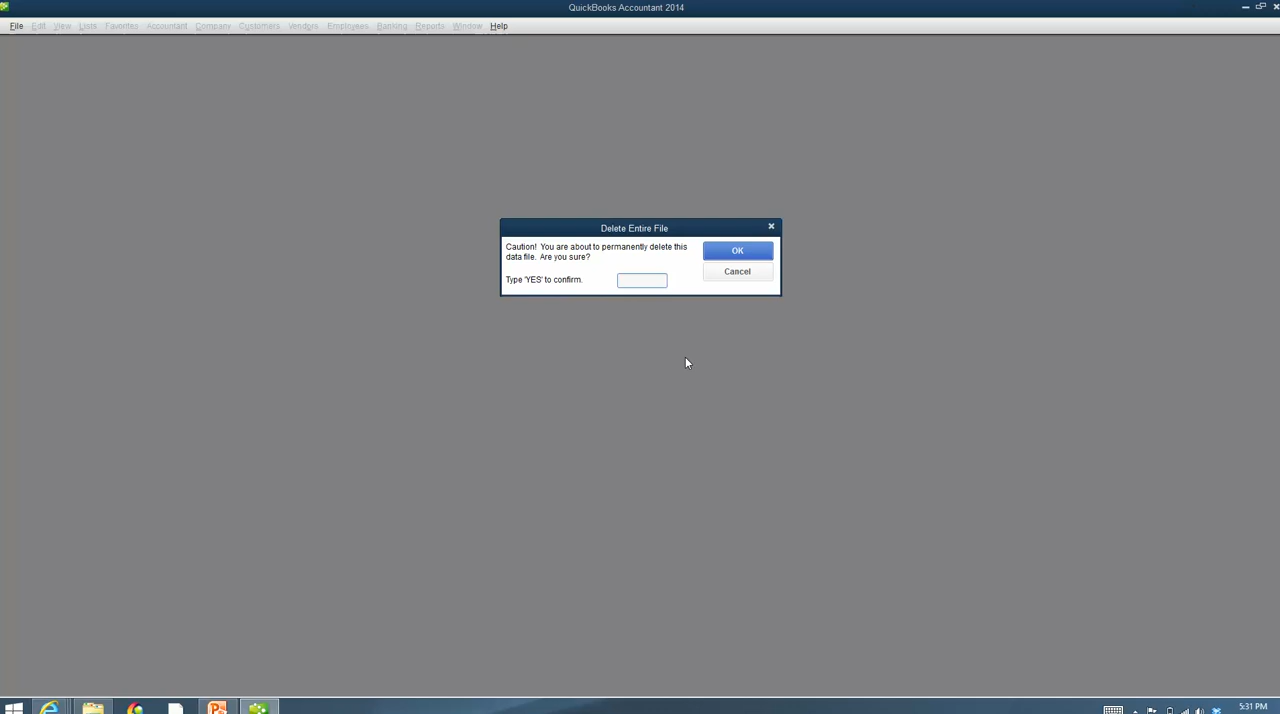 QuickBooks Accountant 2014
File Edit View Lists Favorites Accountant Company Customers Vendors Employees Banking Reports Window Help
Delete Entire File
Caution! You are about to permanently delete this
data file. Are you sure?
OK
Cancel
Type 'YES' to confirm.
5:31 PM